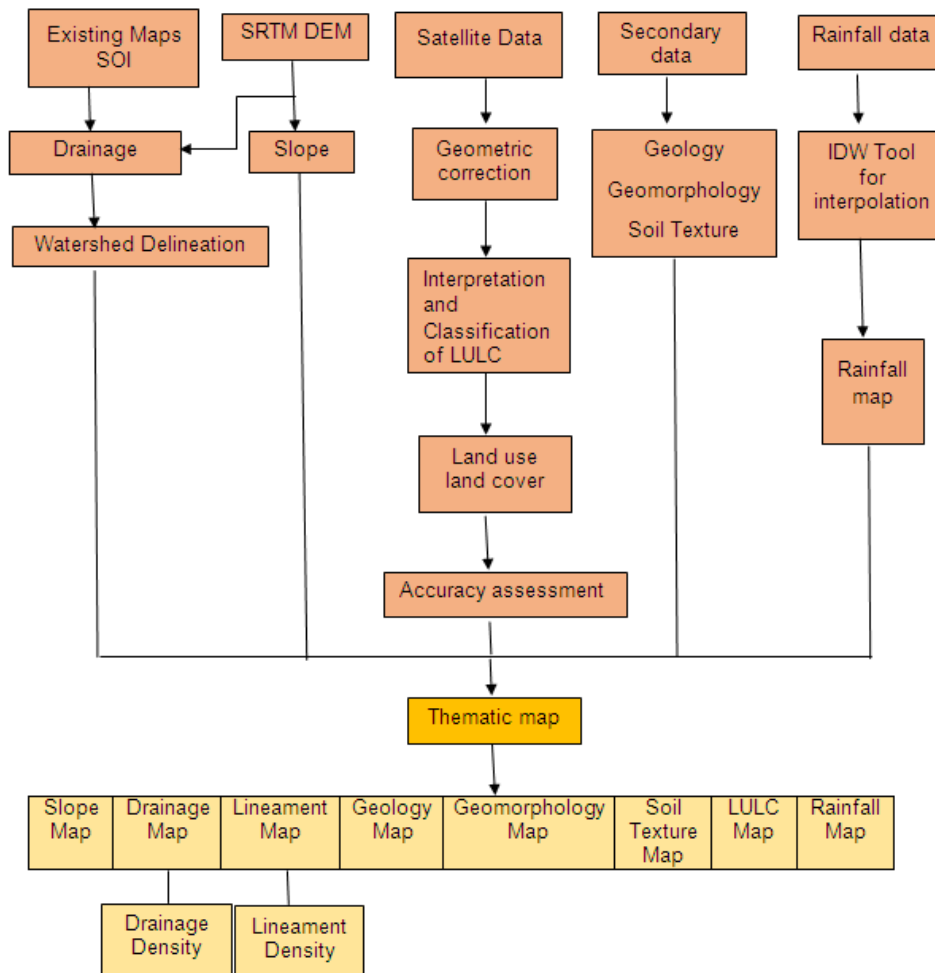 Existing Maps
SOI
SRTM DEM
Satellite Data
Secondary
data
Rainfall data
Drainage
Slope
Geometric
correction
Geology
Geomorphology
Soil Texture
IDW Tool
for
interpolation
Watershed Delineation
Interpretation
and
Classification
of LULC
Rainfall
map
Land use
land cover
Accuracy assessment
Thematic map
Slope
Map
Drainage
Map
Lineament
Map
Geology
Map
Geomorphology
Map
Soil
Texture
Map
LULC
Map
Rainfall
Map
Drainage
Density
Lineament
Density